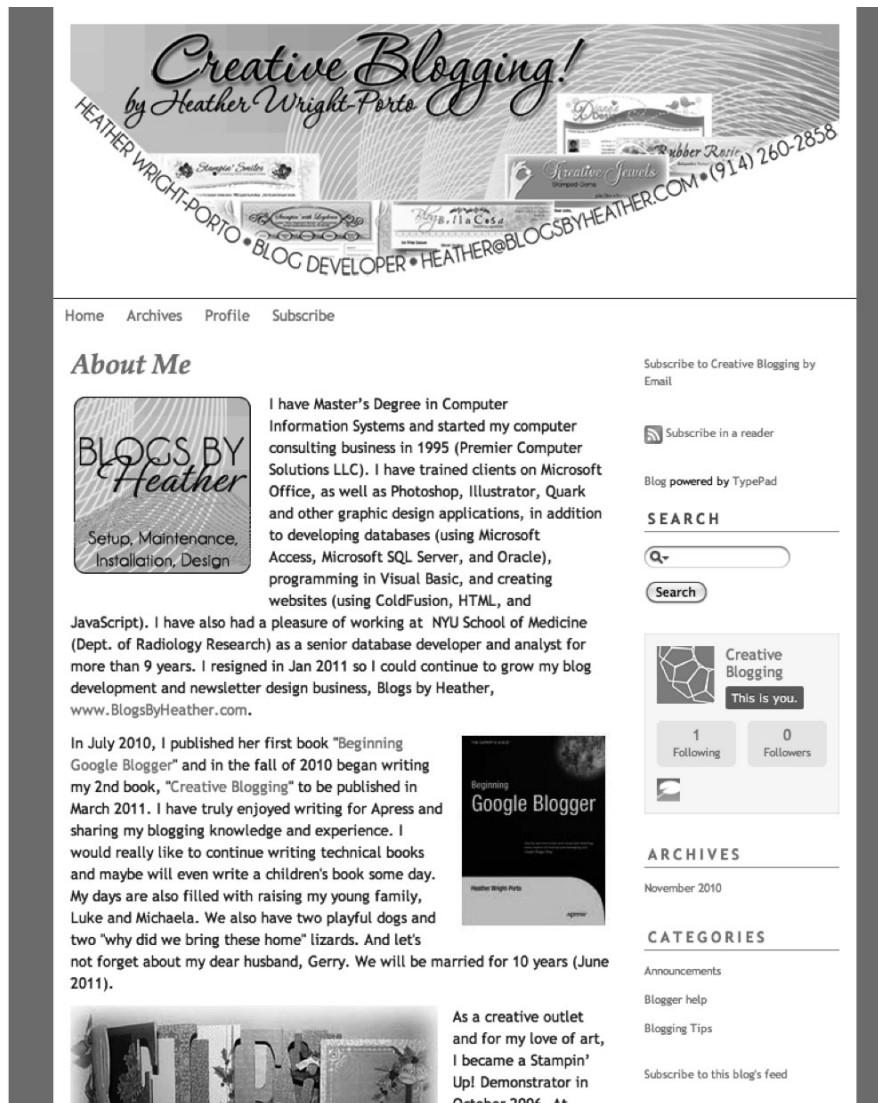 Creative Blogging!
by Heather Wright-Porto
Stampin' Smiles
Rubber Rosie
Kreative Jewels
HEATHER WRIGHT-PORTO • BLOG DEVELOPER • HEATHER@BLOGSBYHEATHER.COM • (914) 260-2858
Home Archives Profile Subscribe
About Me
BLOGS BY
Heather
Setup, Maintenance,
Installation, Design
I have Master's Degree in Computer
Information Systems and started my computer
consulting business in 1995 (Premier Computer
Solutions LLC). I have trained clients on Microsoft
Office, as well as Photoshop, Illustrator, Quark
and other graphic design applications, in addition
to developing databases (using Microsoft
Access, Microsoft SQL Server, and Oracle),
programming in Visual Basic, and creating
websites (using ColdFusion, HTML, and
JavaScript). I have also had a pleasure of working at NYU School of Medicine
(Dept. of Radiology Research) as a senior database developer and analyst for
more than 9 years. I resigned in Jan 2011 so I could continue to grow my blog
development and newsletter design business, Blogs by Heather,
www.BlogsByHeather.com.
In July 2010, I published her first book "Beginning
Google Blogger" and in the fall of 2010 began writing
my 2nd book, "Creative Blogging" to be published in
March 2011. I have truly enjoyed writing for Apress and
sharing my blogging knowledge and experience. I
would really like to continue writing technical books
and maybe will even write a children's book some day.
My days are also filled with raising my young family,
Luke and Michaela. We also have two playful dogs and
two "why did we bring these home" lizards. And let's
not forget about my dear husband, Gerry. We will be married for 10 years (June
2011).
Beginning
Google Blogger
Heather Wright-Porto
Apress
As a creative outlet
and for my love of art,
I became a Stampin'
Up! Demonstrator in
October 2006. At
Subscribe to Creative Blogging by
Email
Subscribe in a reader
Blog powered by TypePad
SEARCH
Search
Creative
Blogging
This is you.
1
Following
0
Followers
ARCHIVES
November 2010
CATEGORIES
Announcements
Blogger help
Blogging Tips
Subscribe to this blog's feed